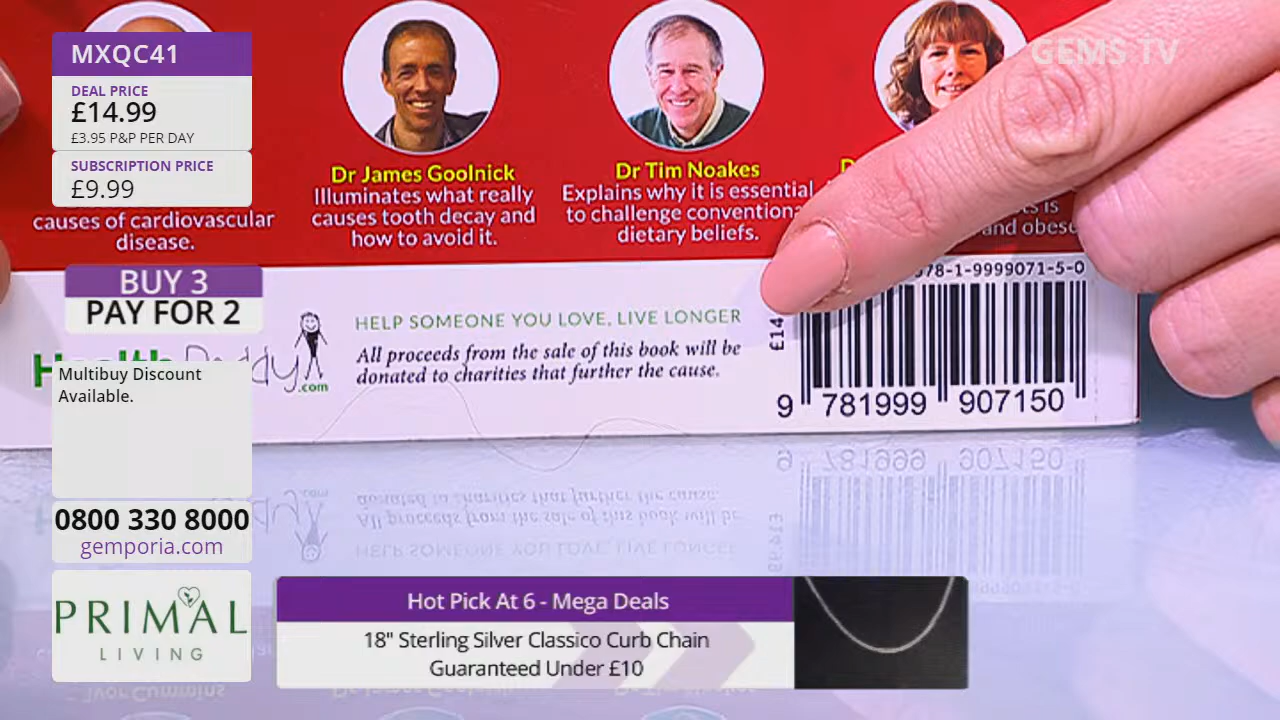 GEMS TV
MXQC41
DEAL PRICE
£14.99
£3.95 P&P PER DAY
SUBSCRIPTION PRICE
£9.99
causes of cardiovascular
disease.
Dr James Goolnick
Illuminates what really
causes tooth decay and
how to avoid it.
Dr Tim Noakes
Explains why it is essential
to challenge
dietary beliefs.
is
and
BUY 3
PAY FOR 2
.com
HELP SOMEONE YOU LOVE, LIVE LONGER
All proceeds from the sale of this book will be
donated to charities that further the cause.
78-1-9999071-5-0
£14
9 781999 907150
Multibuy Discount
Available.
0800 330 8000
gemporia.com
PRIMAL
LIVING
Hot Pick At 6 - Mega Deals
18" Sterling Silver Classico Curb Chain
Guaranteed Under £10